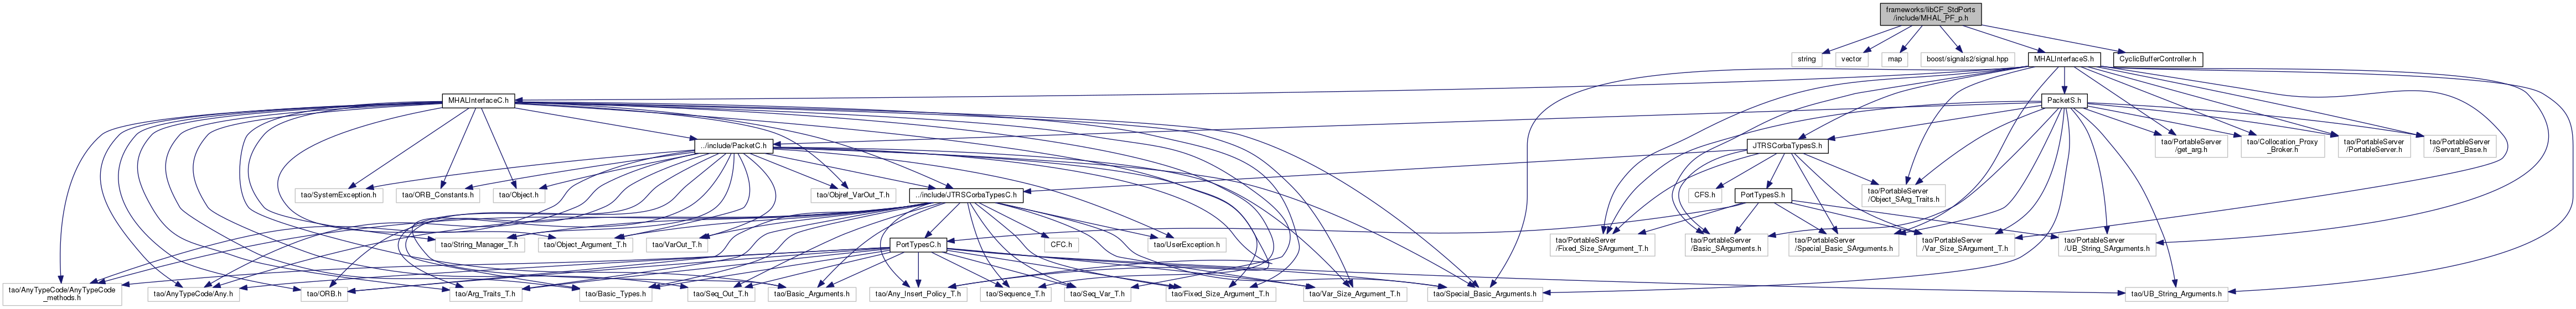 frameworks/libCF_StdPorts
/include/MHAL_PF_p.h
string
vector
map
boost/signals2/signal.hpp
MHALInterfaceS.h
CyclicBufferController.h
MHALInterfaceC.h
PacketS.h
../include/PacketC.h
JTRSCorbaTypesS.h
tao/PortableServer
/get_arg.h
tao/Collocation_Proxy
_Broker.h
tao/PortableServer
/PortableServer.h
tao/PortableServer
/Servant_Base.h
tao/SystemException.h
tao/ORB_Constants.h
tao/Object.h
tao/Objref_VarOut_T.h
../include/JTRSCorbaTypesC.h
CFS.h
PortTypesS.h
tao/PortableServer
/Object_SArg_Traits.h
tao/String_Manager_T.h
tao/Object_Argument_T.h
tao/VarOut_T.h
PortTypesC.h
CFC.h
tao/UserException.h
tao/PortableServer
/Fixed_Size_SArgument_T.h
tao/PortableServer
/Basic_SArguments.h
tao/PortableServer
/Special_Basic_SArguments.h
tao/PortableServer
/Var_Size_SArgument_T.h
tao/PortableServer
/UB_String_SArguments.h
tao/AnyTypeCode/AnyTypeCode
_methods.h
tao/AnyTypeCode/Any.h
tao/ORB.h
tao/Arg_Traits_T.h
tao/Basic_Types.h
tao/Seq_Out_T.h
tao/Basic_Arguments.h
tao/Any_Insert_Policy_T.h
tao/Sequence_T.h
tao/Seq_Var_T.h
tao/Fixed_Size_Argument_T.h
tao/Var_Size_Argument_T.h
tao/Special_Basic_Arguments.h
tao/UB_String_Arguments.h